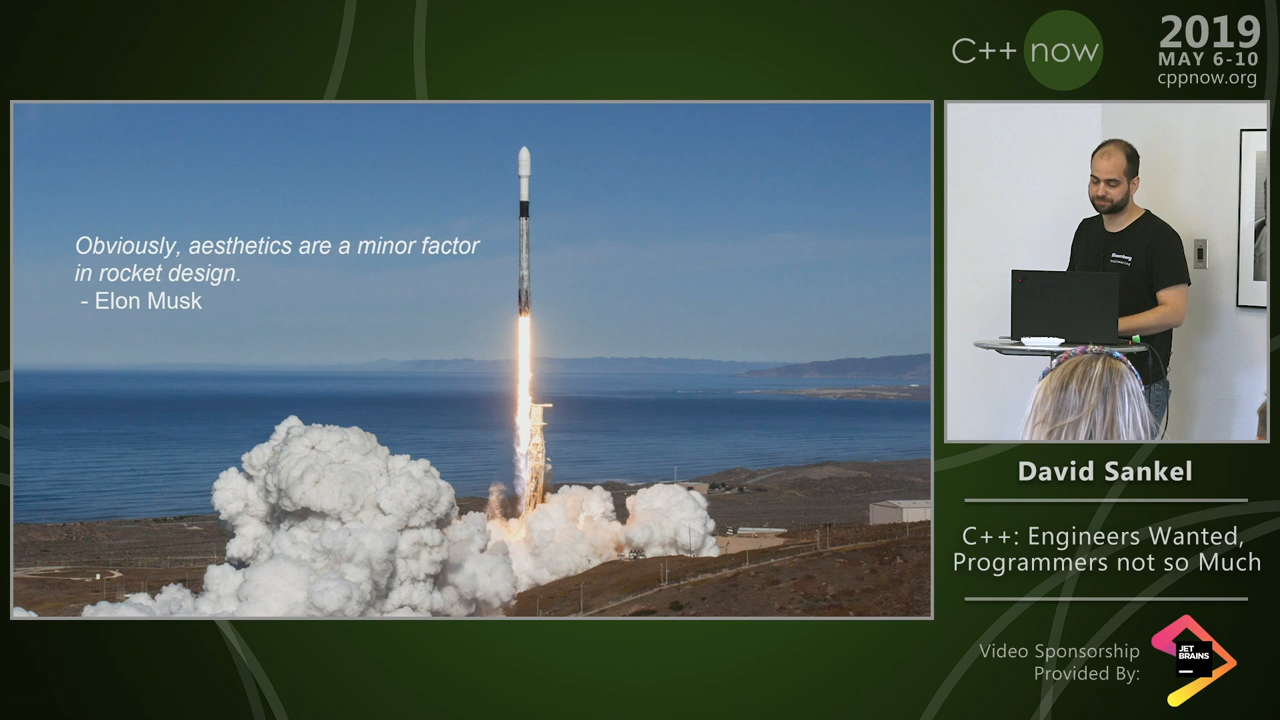 C++ now
2019
MAY 6-10
cppnow.org
Obviously, aesthetics are a minor factor
in rocket design.
- Elon Musk
Bloomberg
David Sankel
C++: Engineers Wanted,
Programmers not so Much
Video Sponsorship
Provided By:
JET
BRAINS